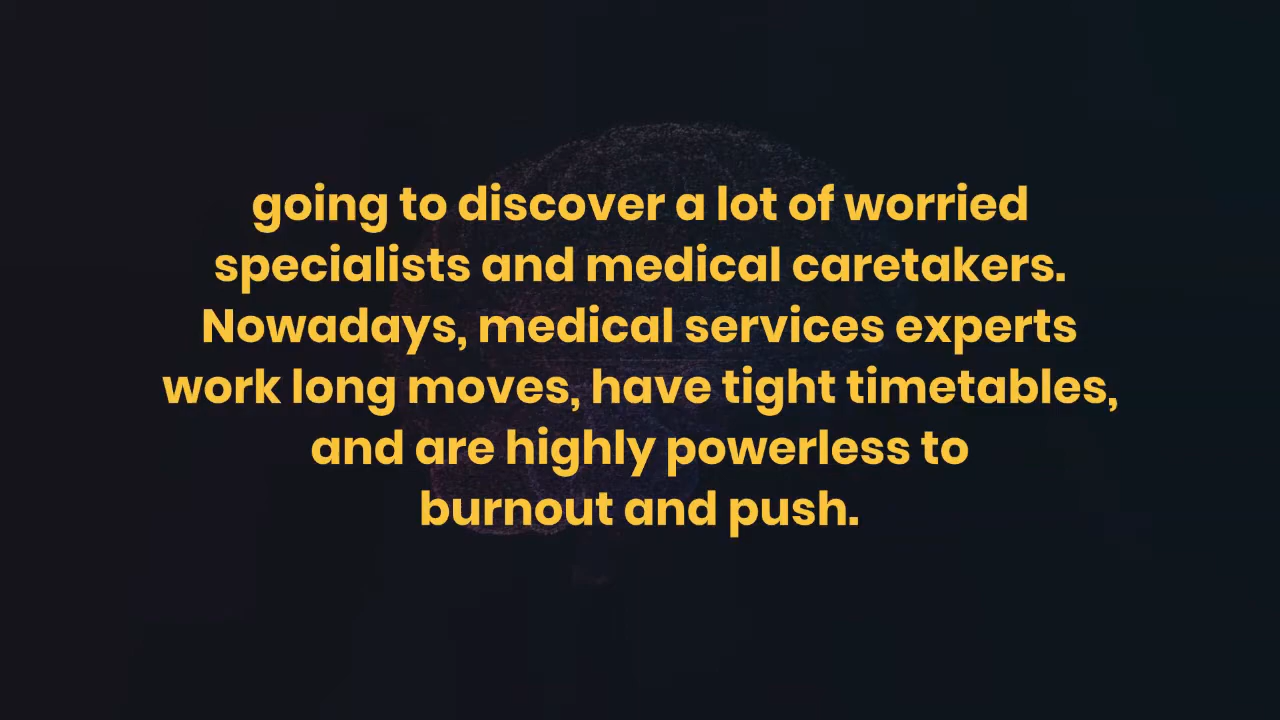 going to discover a lot of worried
specialists and medical caretakers.
Nowadays, medical services experts
work long moves, have tight timetables,
and are highly powerless to
burnout and push.